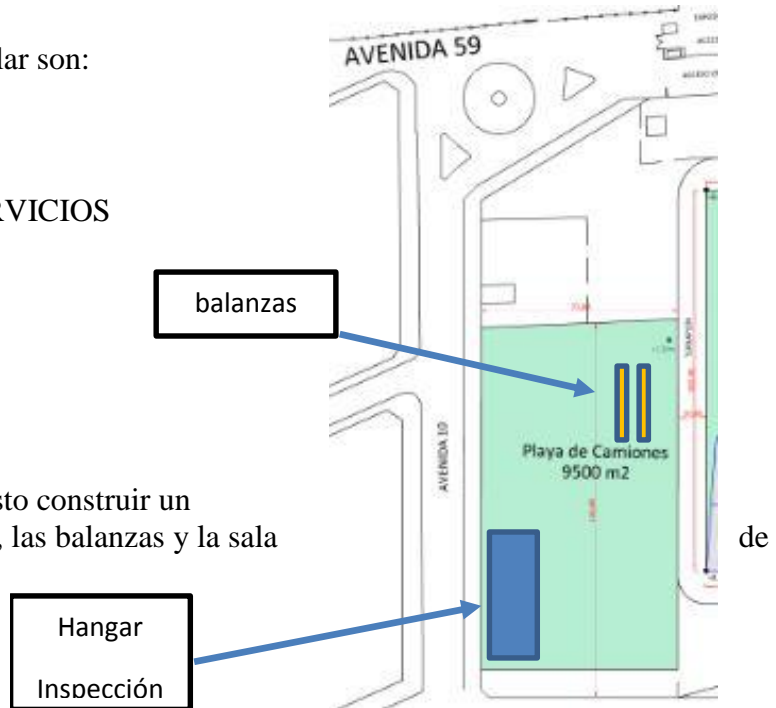 AVENIDA 59
lar son:
RVICIOS
balanzas
AVENIDA 10
Playa de Camiones
9500 m2
sto construir un
, las balanzas y la sala de
Hangar
Inspección